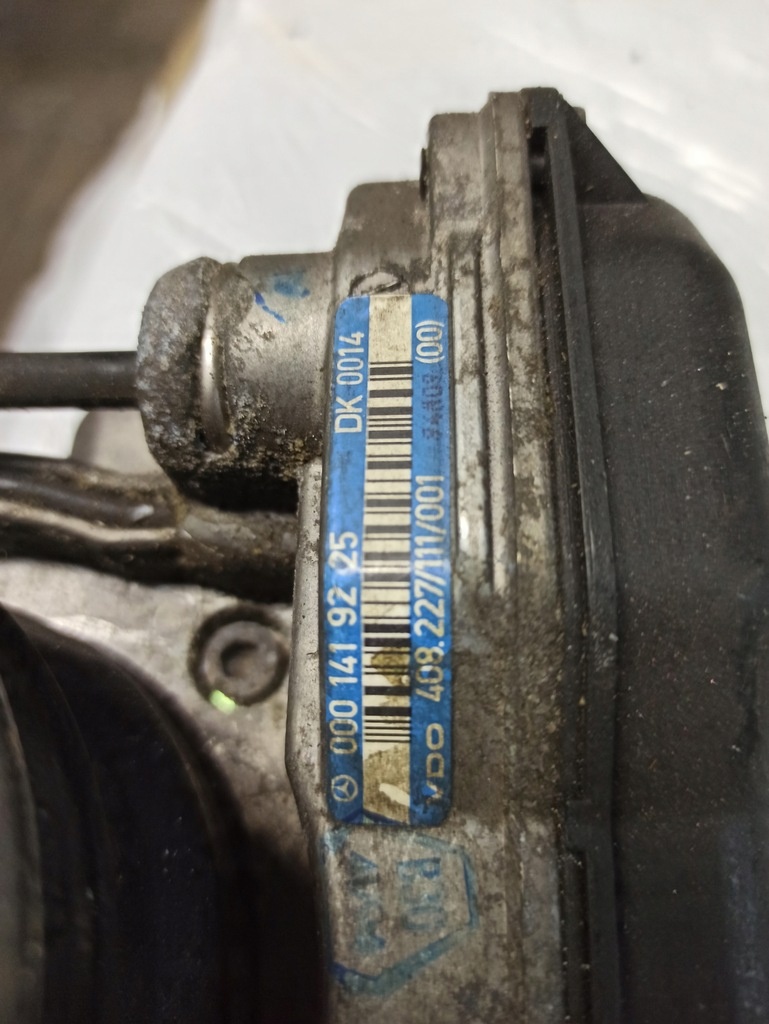 000 141 92 25 DK 0014
VDO 408.227/111/001 (00)